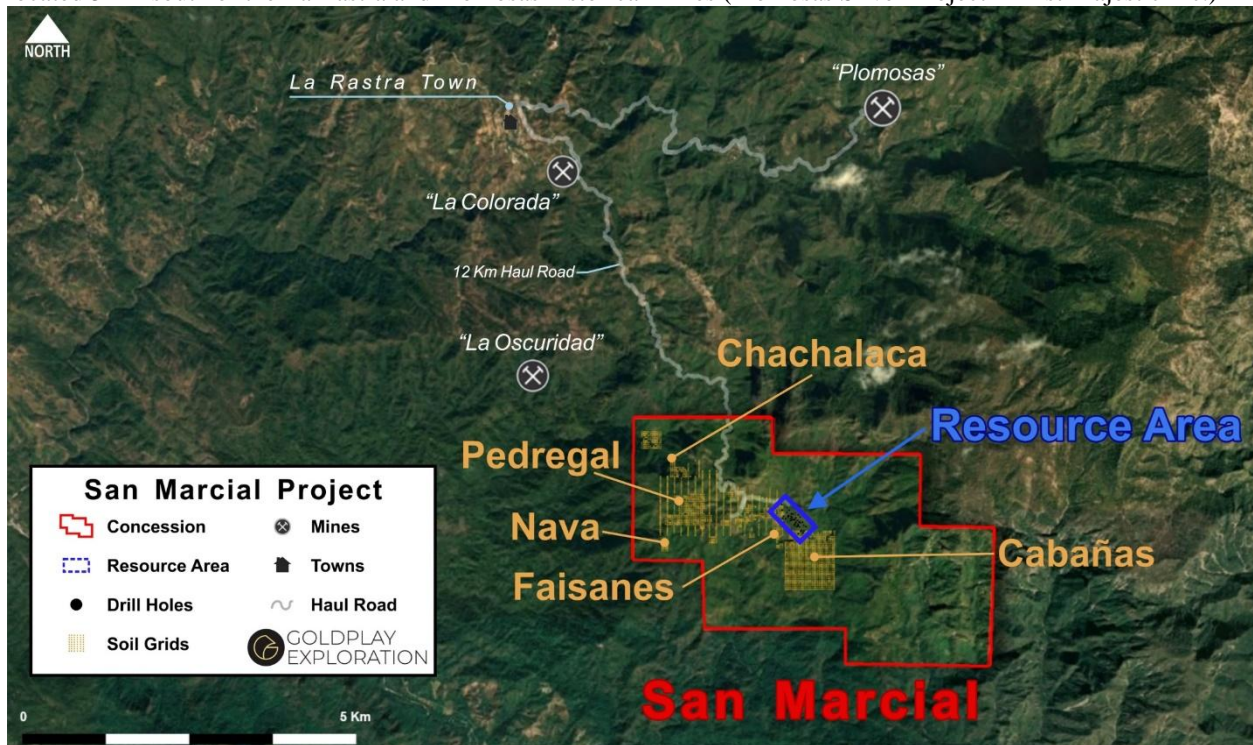 NORTH
La Rastra Town
“Plomosas”
“La Colorada”
12 Km Haul Road
“La Oscuridad”
Chachalaca
Resource Area
Pedregal
Nava
Cabañas
Faisanes
San Marcial
San Marcial Project
Concession
Mines
Resource Area
Towns
Drill Holes
Haul Road
Soil Grids
GOLDPLAY
EXPLORATION
0
5 Km